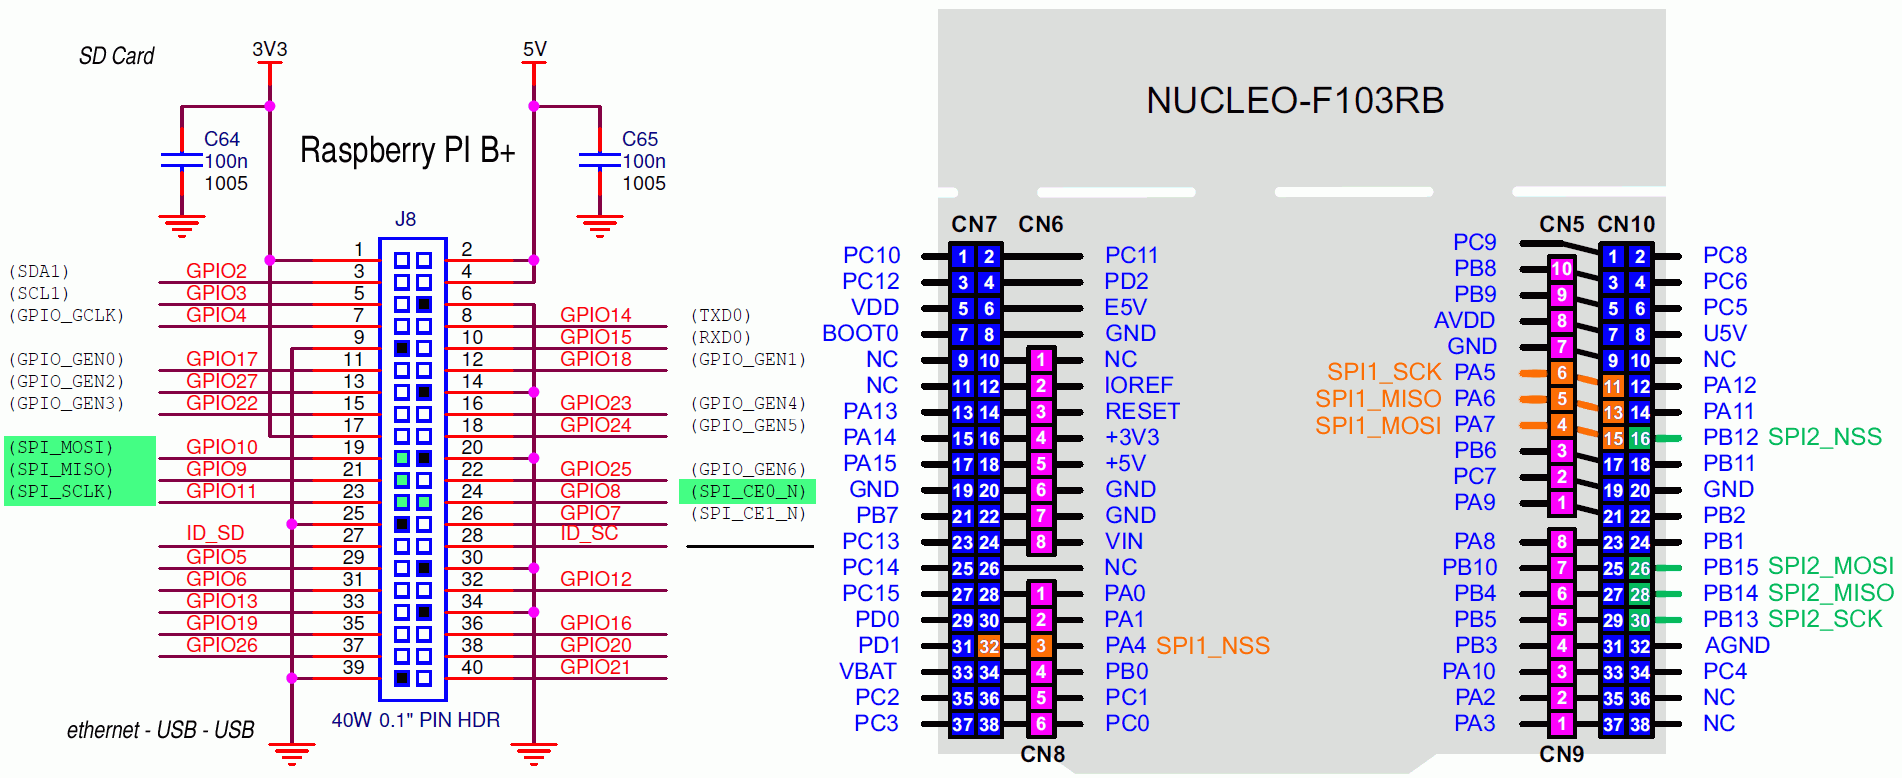 SD Card
3V3
5V
C64
100n
1005
Raspberry PI B+
C65
100n
1005
J8
1 2
(SDA1) GPIO2 3 4
(SCL1) GPIO3 5 6
(GPIO_GCLK) GPIO4 7 8 GPIO14 (TXD0)
9 10 GPIO15 (RXD0)
(GPIO_GEN0) GPIO17 11 12 GPIO18 (GPIO_GEN1)
(GPIO_GEN2) GPIO27 13 14
(GPIO_GEN3) GPIO22 15 16 GPIO23 (GPIO_GEN4)
17 18 GPIO24 (GPIO_GEN5)
(SPI_MOSI) GPIO10 19 20
(SPI_MISO) GPIO9 21 22 GPIO25 (GPIO_GEN6)
(SPI_SCLK) GPIO11 23 24 GPIO8 (SPI_CE0_N)
25 26 GPIO7 (SPI_CE1_N)
ID_SD 27 28 ID_SC
GPIO5 29 30
GPIO6 31 32 GPIO12
GPIO13 33 34
GPIO19 35 36 GPIO16
GPIO26 37 38 GPIO20
39 40 GPIO21
40W 0.1" PIN HDR
ethernet - USB - USB
NUCLEO-F103RB
CN7 CN6
PC10 1 2 PC11
PC12 3 4 PD2
VDD 5 6 E5V
BOOT0 7 8 GND
NC 9 10 1 NC
NC 11 12 2 IOREF
PA13 13 14 3 RESET
PA14 15 16 4 +3V3
PA15 17 18 5 +5V
GND 19 20 6 GND
PB7 21 22 7 GND
PC13 23 24 8 VIN
PC14 25 26 NC
PC15 27 28 1 PA0
PD0 29 30 2 PA1
PD1 31 32 3 PA4 SPI1_NSS
VBAT 33 34 4 PB0
PC2 35 36 5 PC1
PC3 37 38 6 PC0
CN8
CN5 CN10
PC9 1 2 PC8
PB8 10 3 4 PC6
PB9 9 5 6 PC5
AVDD 8 7 8 U5V
GND 7 9 10 NC
SPI1_SCK PA5 6 11 12 PA12
SPI1_MISO PA6 5 13 14 PA11
SPI1_MOSI PA7 4 15 16 PB12 SPI2_NSS
PB6 3 17 18 PB11
PC7 2 19 20 GND
PA9 1 21 22 PB2
PA8 8 23 24 PB1
PB10 7 25 26 PB15 SPI2_MOSI
PB4 6 27 28 PB14 SPI2_MISO
PB5 5 29 30 PB13 SPI2_SCK
PB3 4 31 32 AGND
PA10 3 33 34 PC4
PA2 2 35 36 NC
PA3 1 37 38 NC
CN9